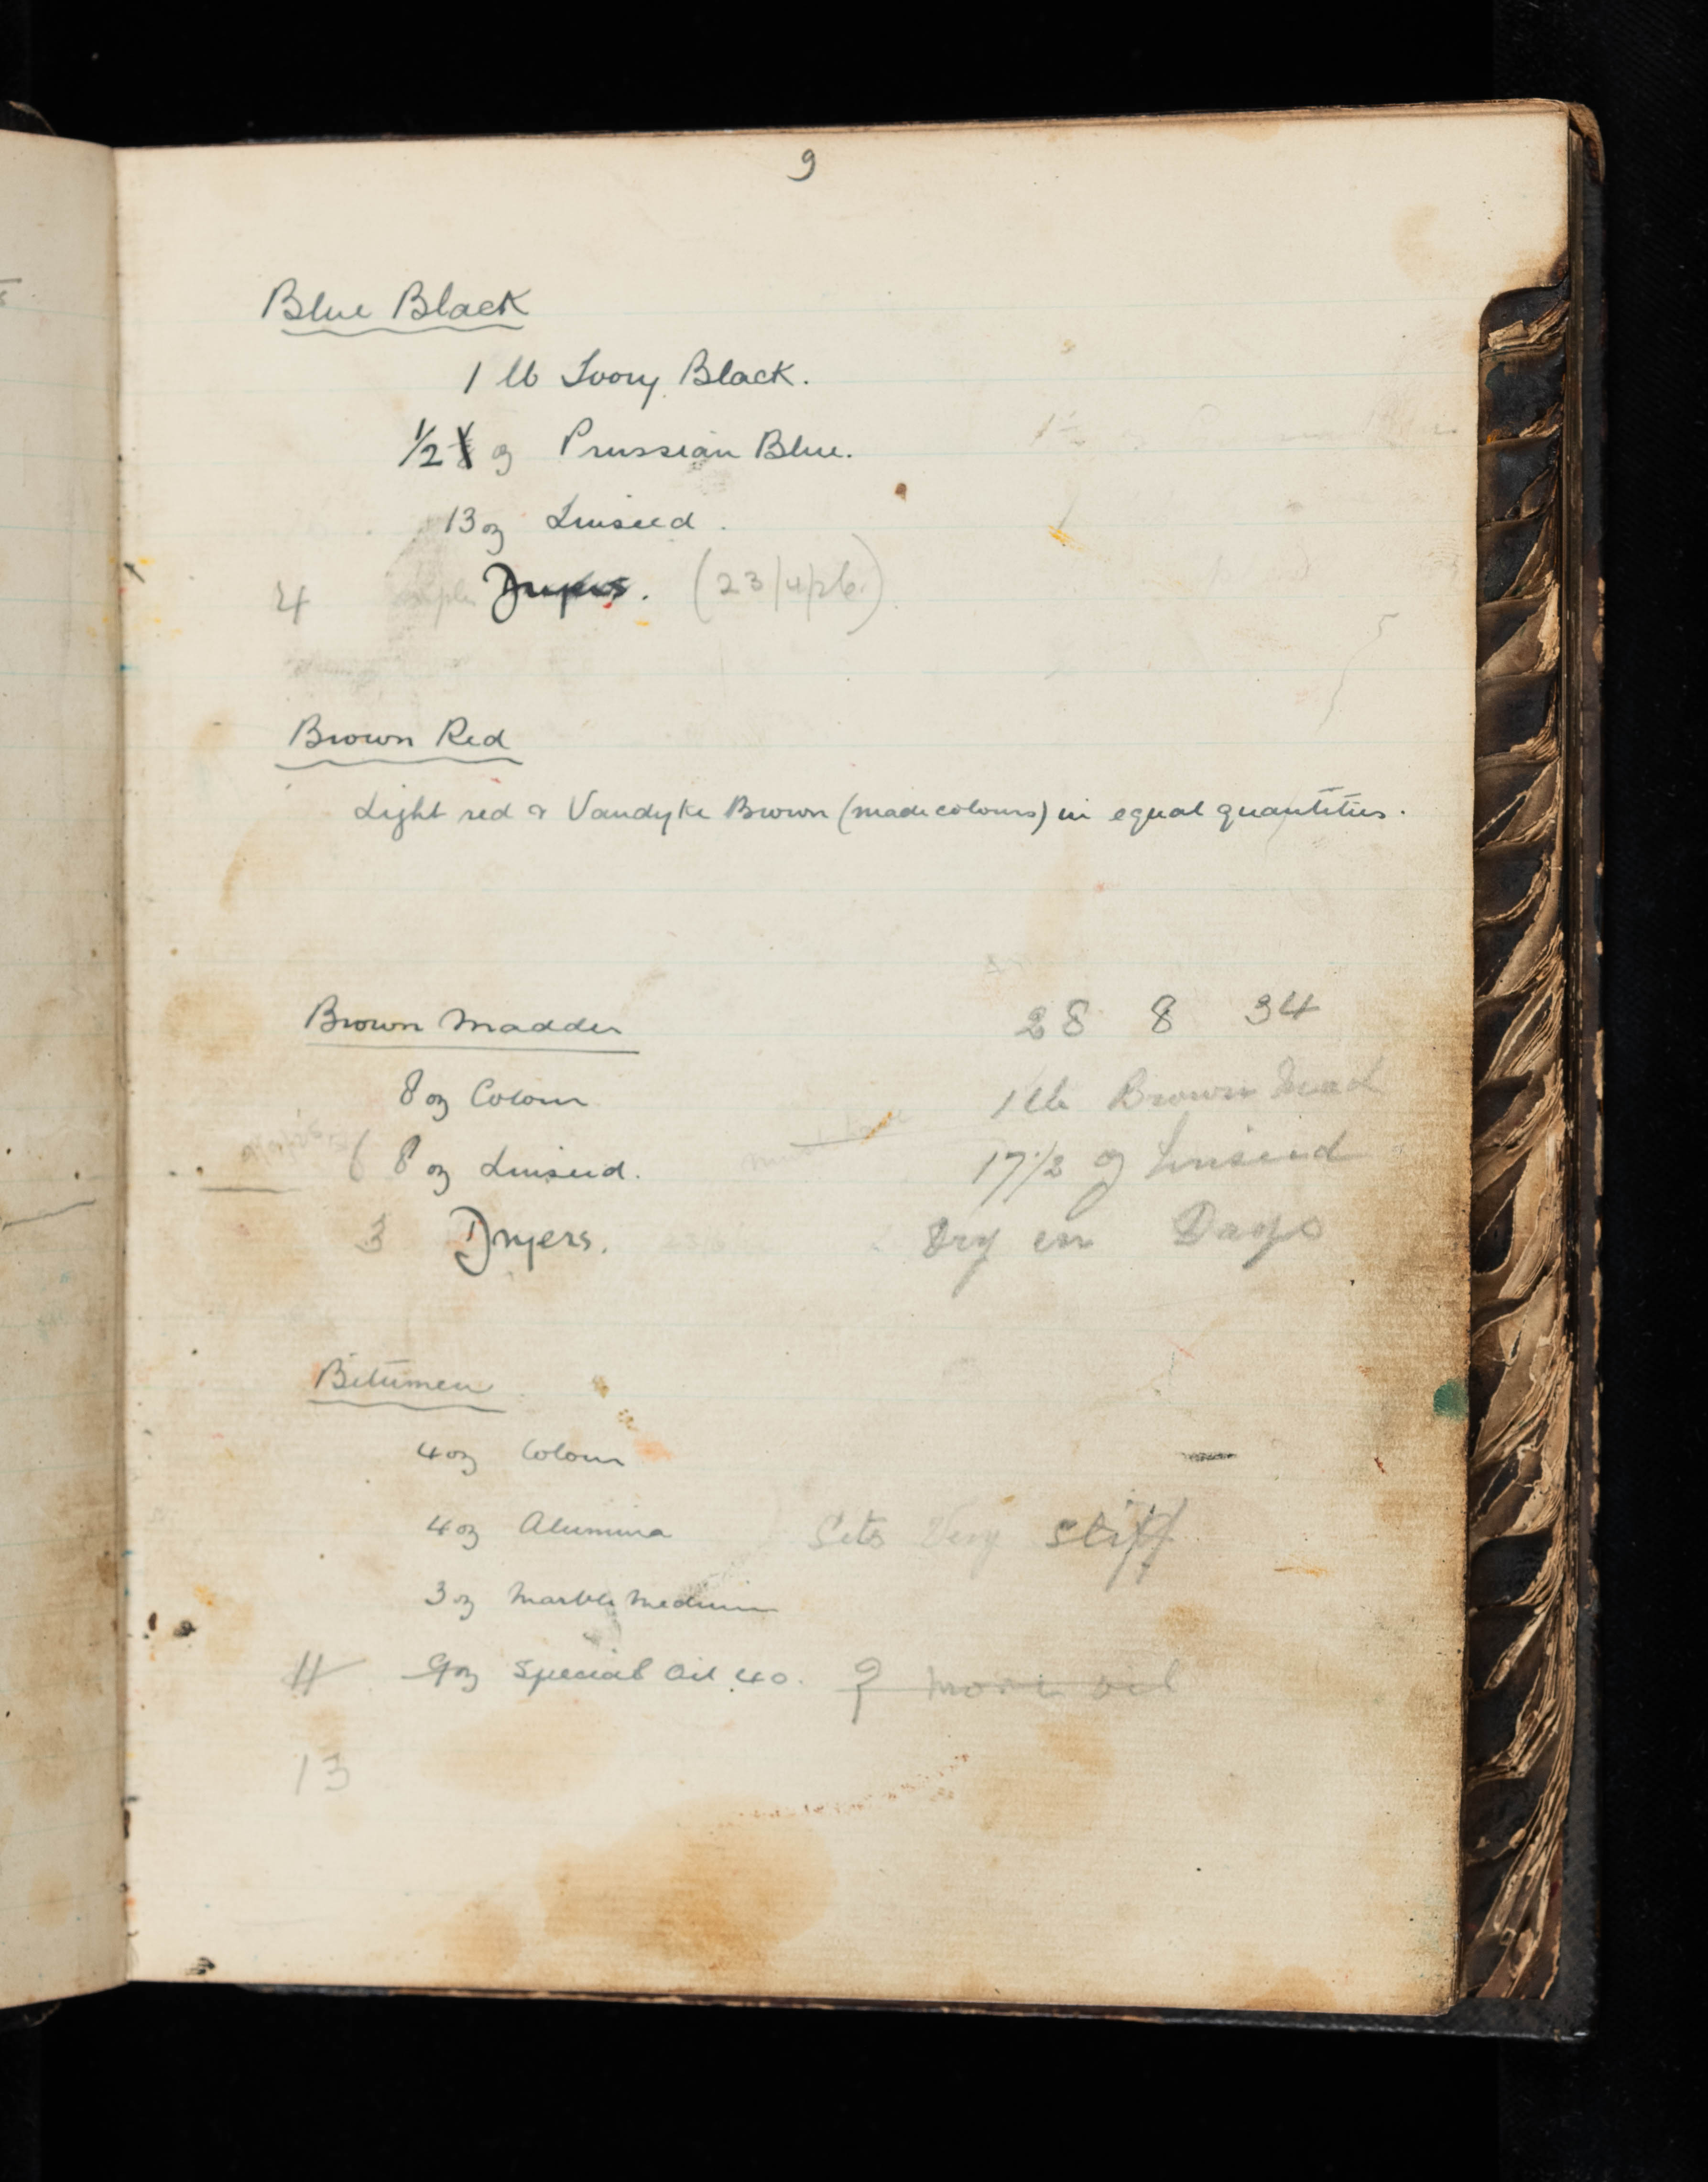 9
Blue Black
1 lb Ivory Black.
1/2 oz Prussian Blue.
13 oz Linseed.
4 Dryers. (23/4/26)
Brown Red
Light red & Vandyke Brown (made colours) in equal quantities.
Brown Madder
8 oz Colour
6 8 oz Linseed.
3 Dryers.
28 8 34
1 lb Brown Mad
17 1/2 oz Linseed
Dry in Days
Bitumen
4 oz Colour
4 oz Alumina Sets Very Stiff
3 oz Marble Medium
11 9 oz Special Oil 40. ? more oil
13